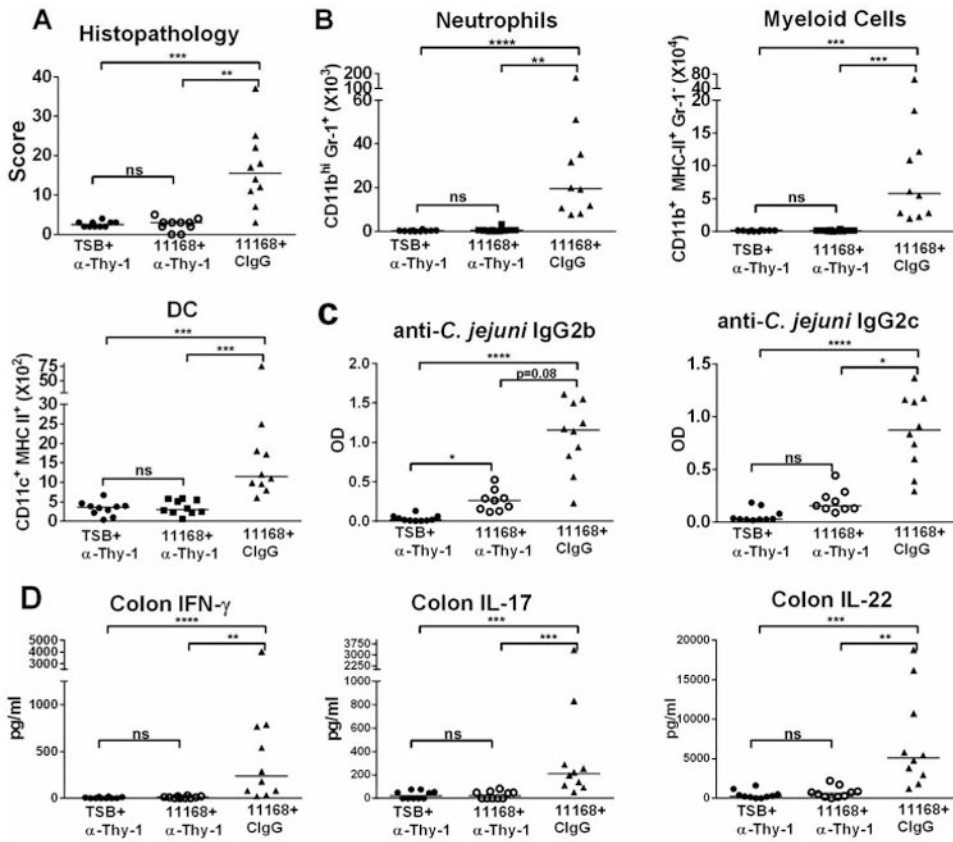 A
Histopathology
***
**
ns
Score
40
30
20
10
0
TSB+ 11168+ 11168+
α-Thy-1 α-Thy-1 CIgG
B
Neutrophils
****
**
ns
CD11b^hi Gr-1^+ (X10^3)
200
100
60
40
20
0
TSB+ 11168+ 11168+
α-Thy-1 α-Thy-1 CIgG
Myeloid Cells
***
***
ns
CD11b^+ MHC-II^+ Gr-1^- (X10^4)
80
40
20
15
10
5
0
TSB+ 11168+ 11168+
α-Thy-1 α-Thy-1 CIgG
DC
***
***
ns
CD11c^+ MHC II^+ (X10^2)
75
50
30
25
20
15
10
5
0
TSB+ 11168+ 11168+
α-Thy-1 α-Thy-1 CIgG
C
anti-C. jejuni IgG2b
****
p=0.08
*
OD
2.0
1.5
1.0
0.5
0.0
TSB+ 11168+ 11168+
α-Thy-1 α-Thy-1 CIgG
anti-C. jejuni IgG2c
****
*
ns
OD
1.5
1.0
0.5
0.0
TSB+ 11168+ 11168+
α-Thy-1 α-Thy-1 CIgG
D
Colon IFN-γ
****
**
ns
pg/ml
5000
4000
3000
1000
500
0
TSB+ 11168+ 11168+
α-Thy-1 α-Thy-1 CIgG
Colon IL-17
***
***
ns
pg/ml
3750
3000
2250
1000
800
600
400
200
0
TSB+ 11168+ 11168+
α-Thy-1 α-Thy-1 CIgG
Colon IL-22
***
**
ns
pg/ml
20000
15000
10000
5000
0
TSB+ 11168+ 11168+
α-Thy-1 α-Thy-1 CIgG